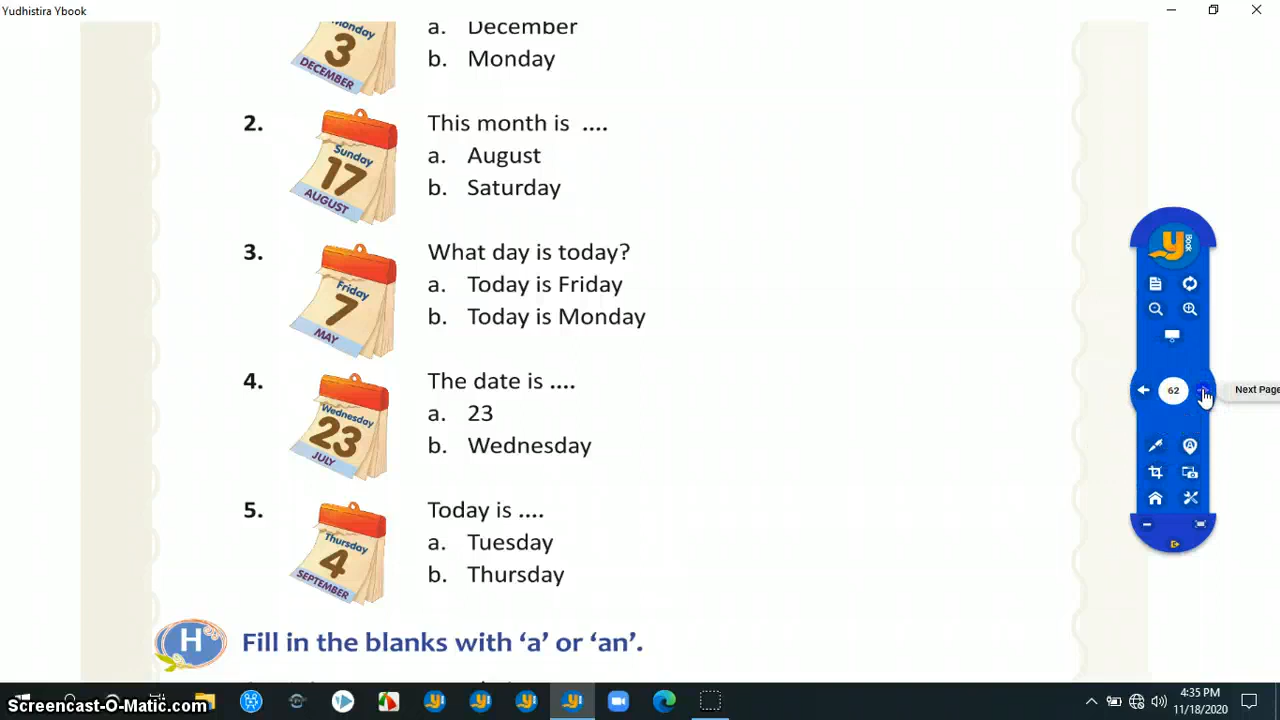 Yudhistira Ybook
Monday
3
DECEMBER
a. December
b. Monday
2.
Sunday
17
AUGUST
This month is ....
a. August
b. Saturday
3.
Friday
7
MAY
What day is today?
a. Today is Friday
b. Today is Monday
4.
Wednesday
23
JULY
The date is ....
a. 23
b. Wednesday
5.
Thursday
4
SEPTEMBER
Today is ....
a. Tuesday
b. Thursday
H
Fill in the blanks with ‘a’ or ‘an’.
y Book
62
Next Page
Screencast-O-Matic.com
4:35 PM
11/18/2020